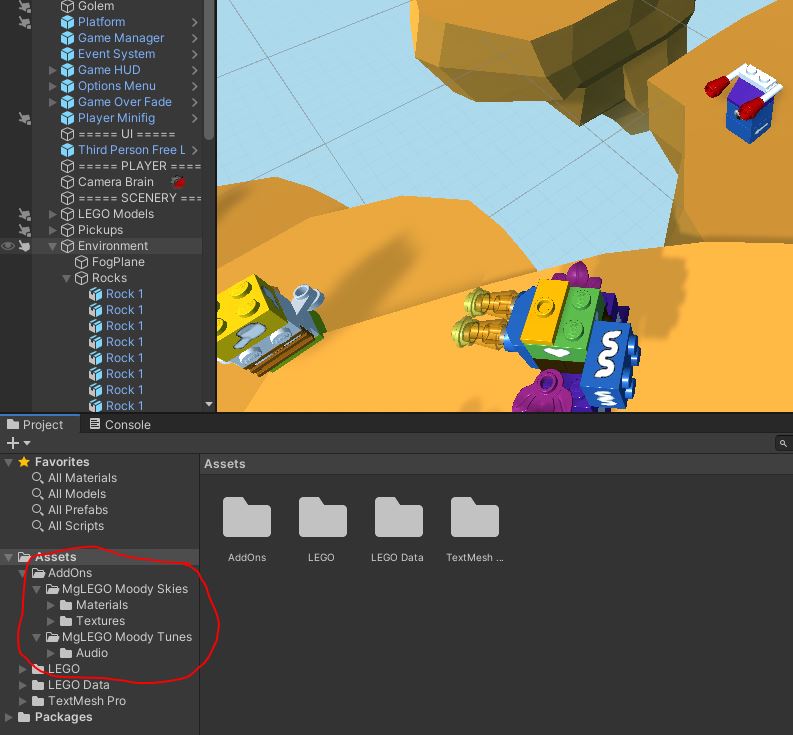 Golem
Platform
Game Manager
Event System
Game HUD
Options Menu
Game Over Fade
Player Minifig
===== UI =====
Third Person Free L
===== PLAYER ====
Camera Brain
===== SCENERY ===
LEGO Models
Pickups
Environment
FogPlane
Rocks
Rock 1
Rock 1
Rock 1
Rock 1
Rock 1
Rock 1
Rock 1
Rock 1
Project
Console
Favorites
All Materials
All Models
All Prefabs
All Scripts
Assets
AddOns
MgLEGO Moody Skies
Materials
Textures
MgLEGO Moody Tunes
Audio
LEGO
LEGO Data
TextMesh Pro
Packages
Assets
AddOns
LEGO
LEGO Data
TextMesh ...